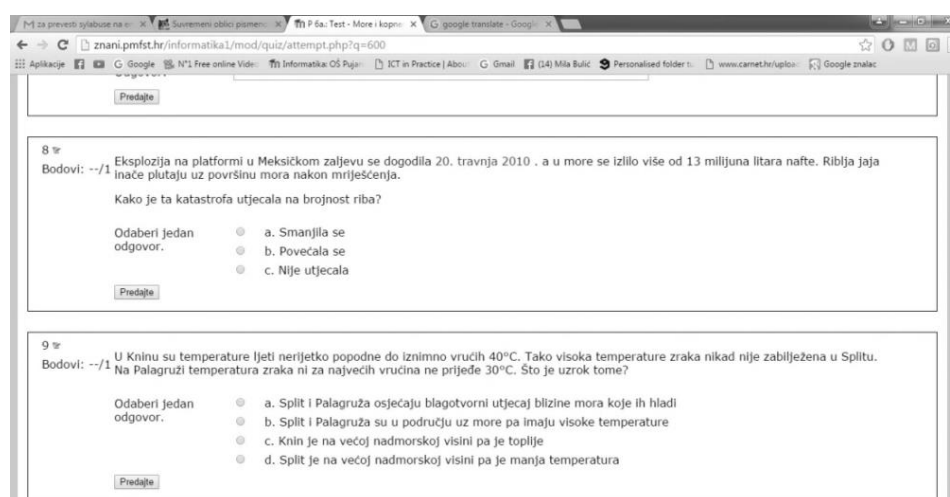 za prevesti sylabuse na en
Suvremeni oblici pismeno
P 6a: Test - More i kopne
google translate - Google
znani.pmfst.hr/informatika1/mod/quiz/attempt.php?q=600
Aplikacije Google N°1 Free online Video Informatika: OŠ Pujan ICT in Practice | Abou Gmail (14) Mila Bulić Personalised folder t www.carnet.hr/uploa Google znalac
Predajte
8
Bodovi: --/1
Eksplozija na platformi u Meksičkom zaljevu se dogodila 20. travnja 2010 . a u more se izlilo više od 13 milijuna litara nafte. Riblja jaja
inače plutaju uz površinu mora nakon mriješćenja.
Kako je ta katastrofa utjecala na brojnost riba?
Odaberi jedan
odgovor.
a. Smanjila se
b. Povećala se
c. Nije utjecala
Predajte
9
Bodovi: --/1
U Kninu su temperature ljeti nerijetko popodne do iznimno vrućih 40°C. Tako visoka temperature zraka nikad nije zabilježena u Splitu.
Na Palagruži temperatura zraka ni za najvećih vrućina ne prijeđe 30°C. Što je uzrok tome?
Odaberi jedan
odgovor.
a. Split i Palagruža osjećaju blagotvorni utjecaj blizine mora koje ih hladi
b. Split i Palagruža su u području uz more pa imaju visoke temperature
c. Knin je na većoj nadmorskoj visini pa je toplije
d. Split je na većoj nadmorskoj visini pa je manja temperatura
Predajte